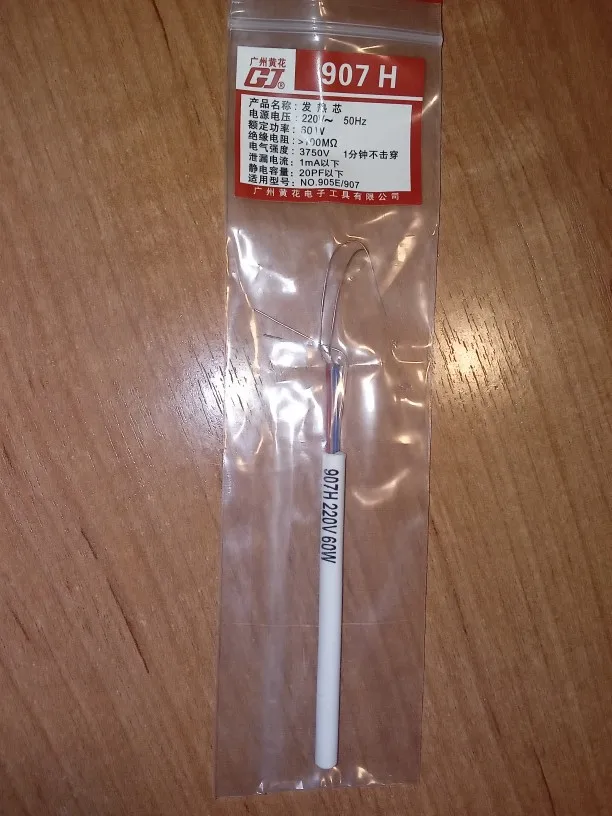 广州黄花
HJ®
907 H
产品名称：发 热 芯
电源电压：220V～ 50Hz
额定功率：60W
绝缘电阻：>100MΩ
电气强度：3750V 1分钟不击穿
泄漏电流：1mA以下
静电容量：20PF以下
适用型号：NO.905E/907
广州黄花电子工具有限公司
907H 220V 60W